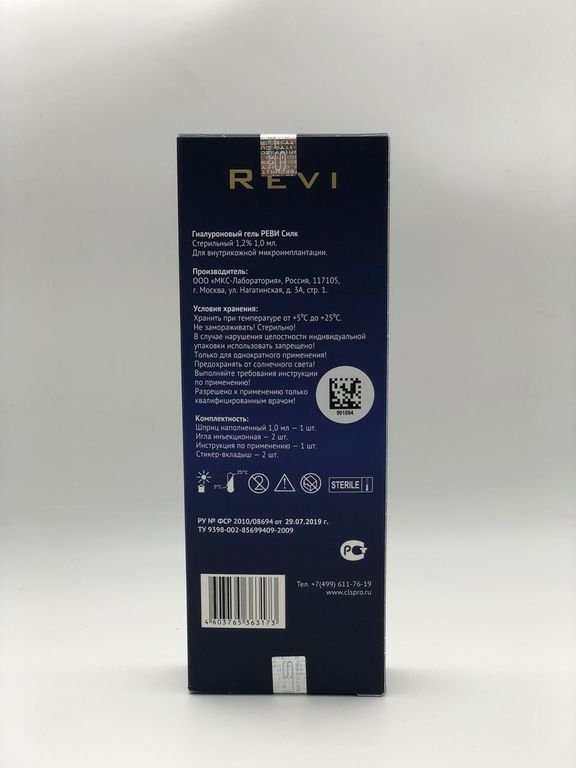 REVI
Гиалуроновый гель РЕВИ Силк
Стерильный 1,2% 1,0 мл.
Для внутрикожной микроимплантации.
Производитель:
ООО «МКС-Лаборатория», Россия, 117105,
г. Москва, ул. Нагатинская, д. 3А, стр. 1.
Условия хранения:
Хранить при температуре от +5°С до +25°С.
Не замораживать! Стерильно!
В случае нарушения целостности индивидуальной
упаковки использовать запрещено!
Только для однократного применения!
Предохранять от солнечного света!
Выполняйте требования инструкции
по применению!
Разрешено к применению только
квалифицированным врачом!
991694
Комплектность:
Шприц наполненный 1,0 мл — 1 шт.
Игла инъекционная — 2 шт.
Инструкция по применению — 1 шт.
Стикер-вкладыш — 2 шт.
5°C 25°C 2 STERILE
РУ № ФСР 2010/08694 от 29.07.2019 г.
ТУ 9398-002-85699409-2009
Тел. +7(499) 611-76-19
www.clspro.ru
4 603765 363173